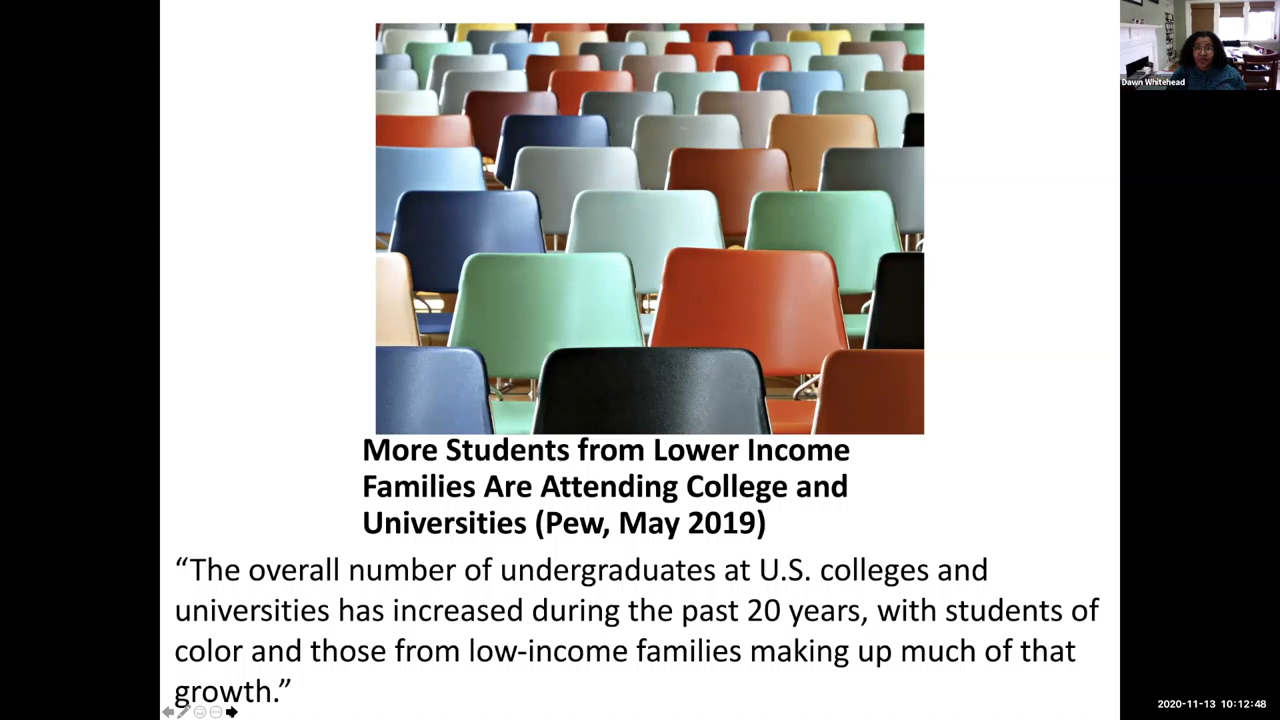 Dawn Whitehead
More Students from Lower Income
Families Are Attending College and
Universities (Pew, May 2019)
“The overall number of undergraduates at U.S. colleges and
universities has increased during the past 20 years, with students of
color and those from low-income families making up much of that
growth.”
2020-11-13 10:12:48